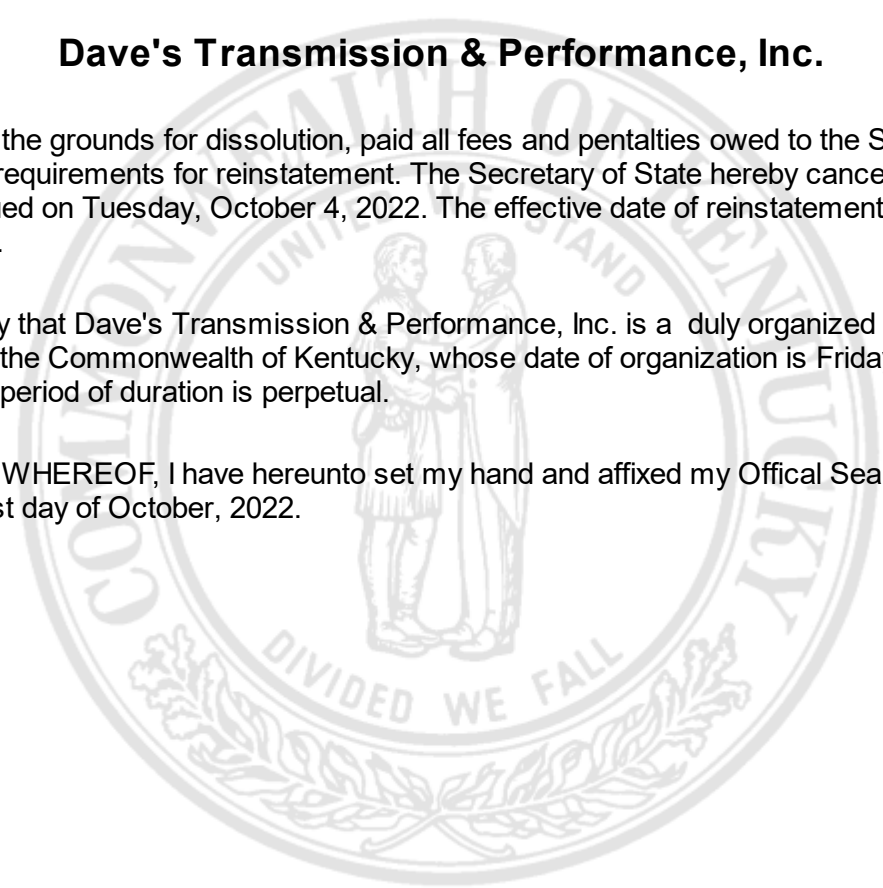 Dave's Transmission & Performance, Inc.
the grounds for dissolution, paid all fees and pentalties owed to the S
requirements for reinstatement. The Secretary of State hereby cance
ued on Tuesday, October 4, 2022. The effective date of reinstatement
.
y that Dave's Transmission & Performance, Inc. is a duly organized
the Commonwealth of Kentucky, whose date of organization is Frida
period of duration is perpetual.
WHEREOF, I have hereunto set my hand and affixed my Offical Sea
st day of October, 2022.
COMMONWEALTH OF KENTUCKY
UNITED WE STAND
DIVIDED WE FALL